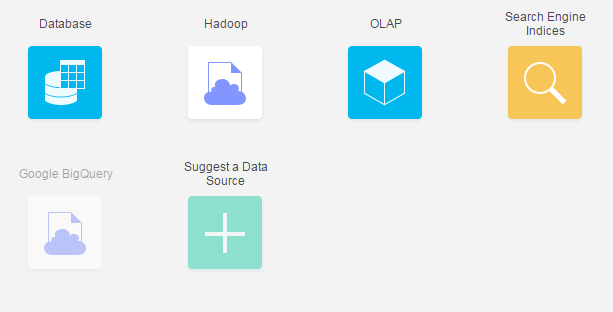 Database
Hadoop
OLAP
Search Engine
Indices
Google BigQuery
Suggest a Data
Source